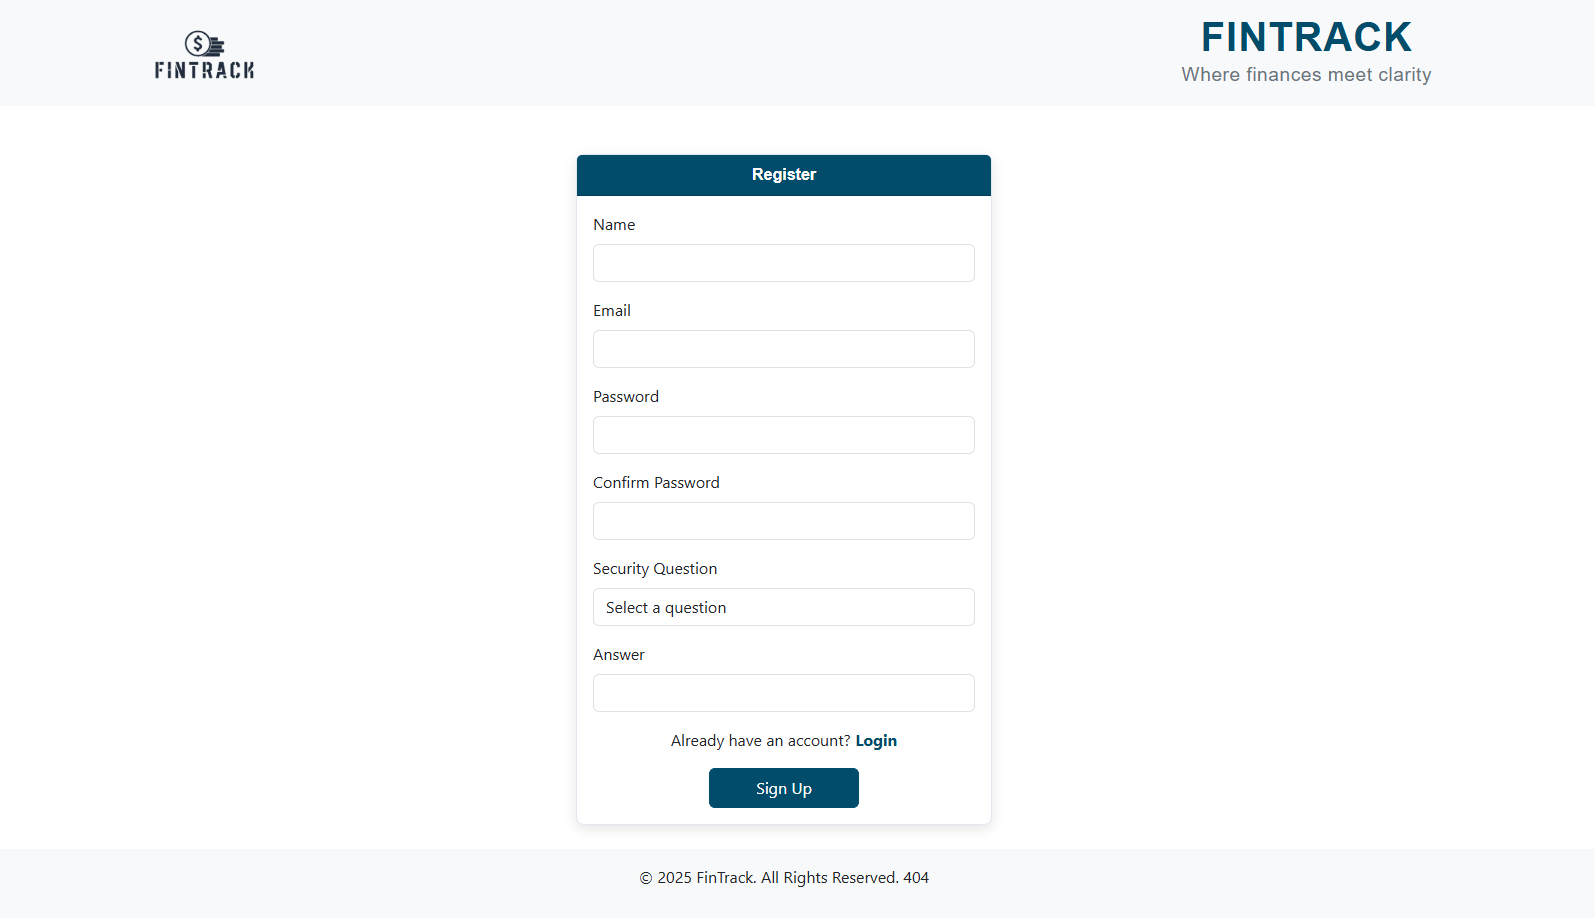 $
FINTRACK
FINTRACK
Where finances meet clarity
Register
Name
Email
Password
Confirm Password
Security Question
Select a question
Answer
Already have an account? Login
Sign Up
© 2025 FinTrack. All Rights Reserved. 404